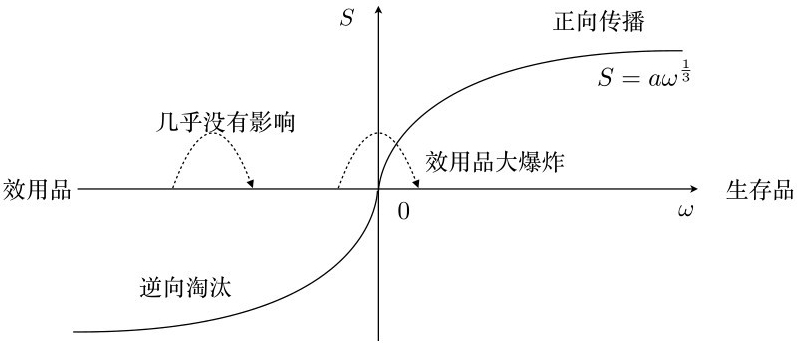 S
正向传播
S = aω^{1/3}
几乎没有影响
效用品大爆炸
效用品
0
ω
生存品
逆向淘汰